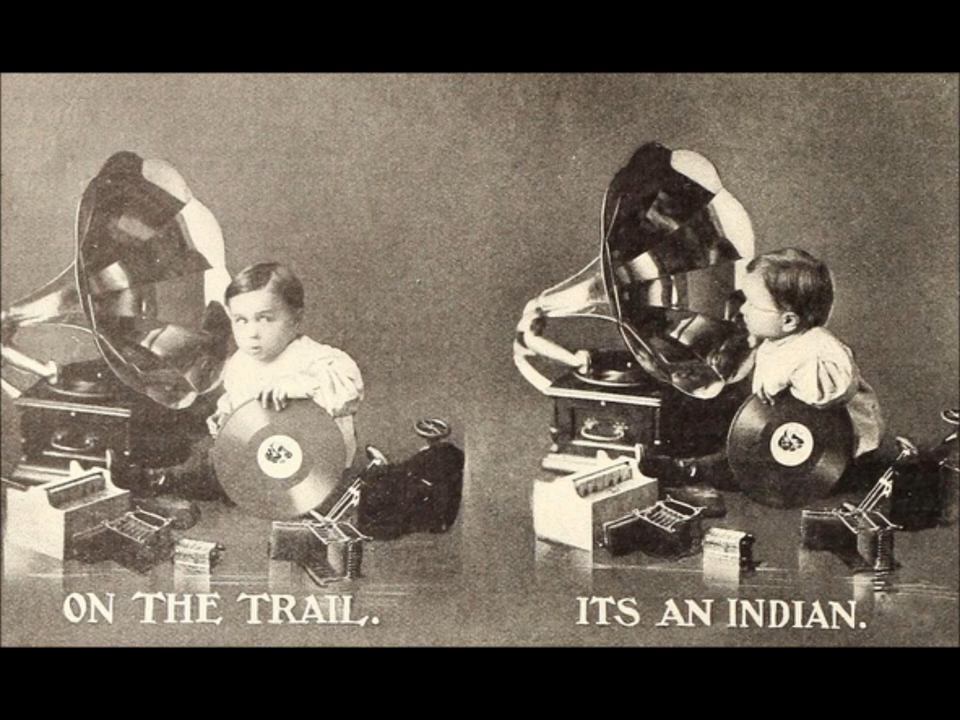 ON THE TRAIL.
ITS AN INDIAN.